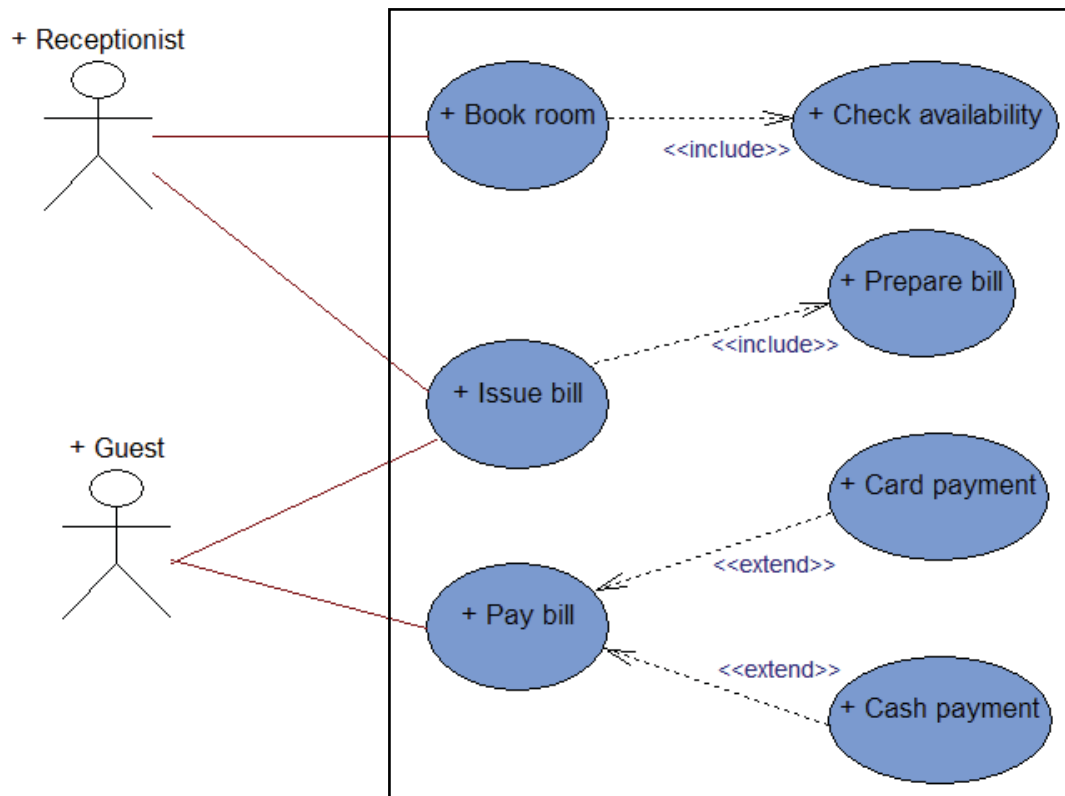 + Receptionist
+ Book room
+ Check availability
<<include>>
+ Prepare bill
<<include>>
+ Issue bill
+ Guest
+ Card payment
<<extend>>
+ Pay bill
<<extend>>
+ Cash payment